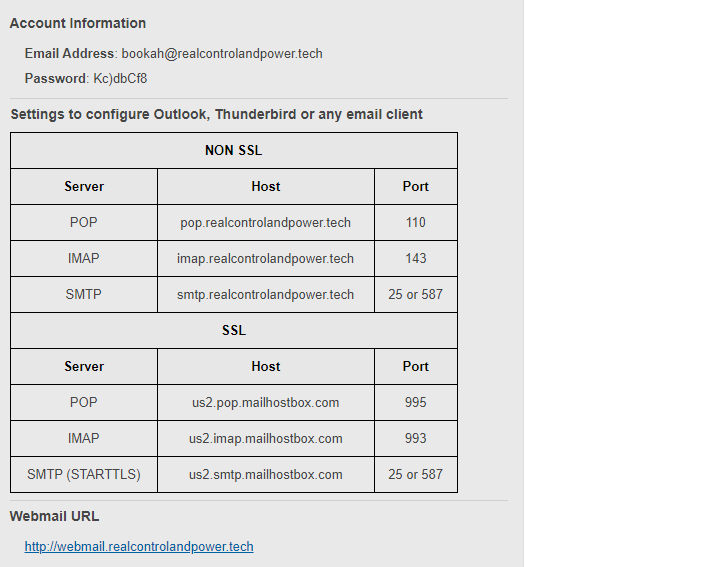 Account Information
Email Address: bookah@realcontrolandpower.tech
Password: Kc)dbCf8
Settings to configure Outlook, Thunderbird or any email client
NON SSL
Server Host Port
POP pop.realcontrolandpower.tech 110
IMAP imap.realcontrolandpower.tech 143
SMTP smtp.realcontrolandpower.tech 25 or 587
SSL
Server Host Port
POP us2.pop.mailhostbox.com 995
IMAP us2.imap.mailhostbox.com 993
SMTP (STARTTLS) us2.smtp.mailhostbox.com 25 or 587
Webmail URL
http://webmail.realcontrolandpower.tech